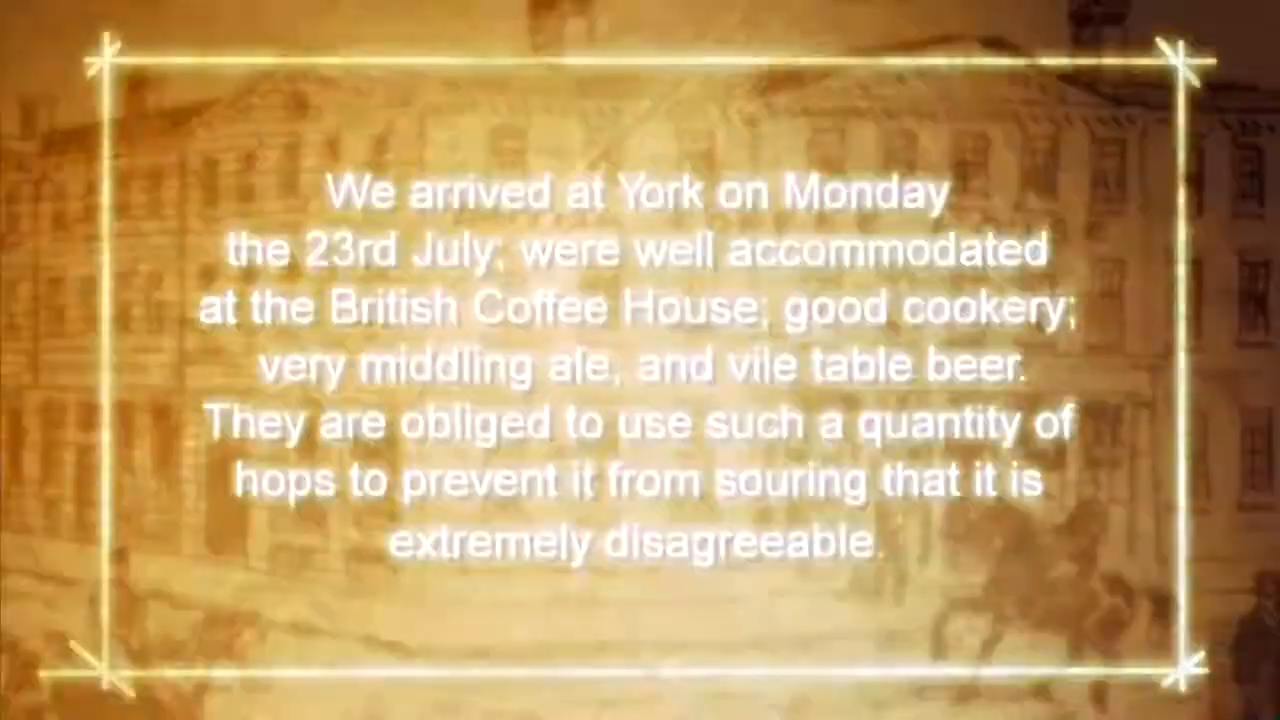 We arrived at York on Monday
the 23rd July; were well accommodated
at the British Coffee House; good cookery;
very middling ale, and vile table beer.
They are obliged to use such a quantity of
hops to prevent it from souring that it is
extremely disagreeable.